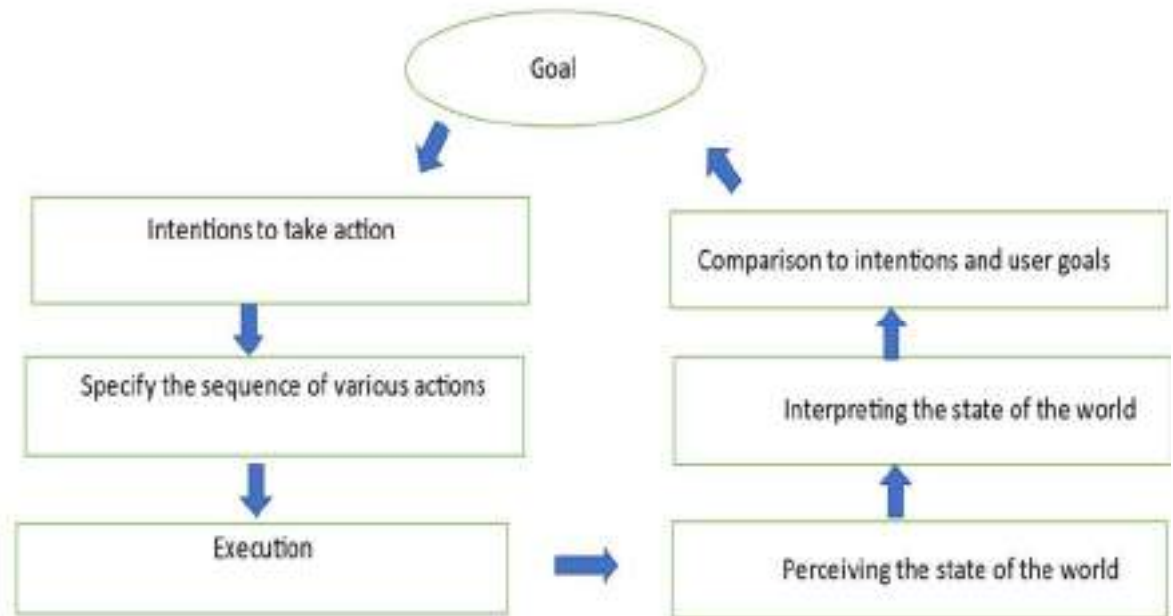 Goal
Intentions to take action
Specify the sequence of various actions
Execution
Perceiving the state of the world
Interpreting the state of the world
Comparison to intentions and user goals